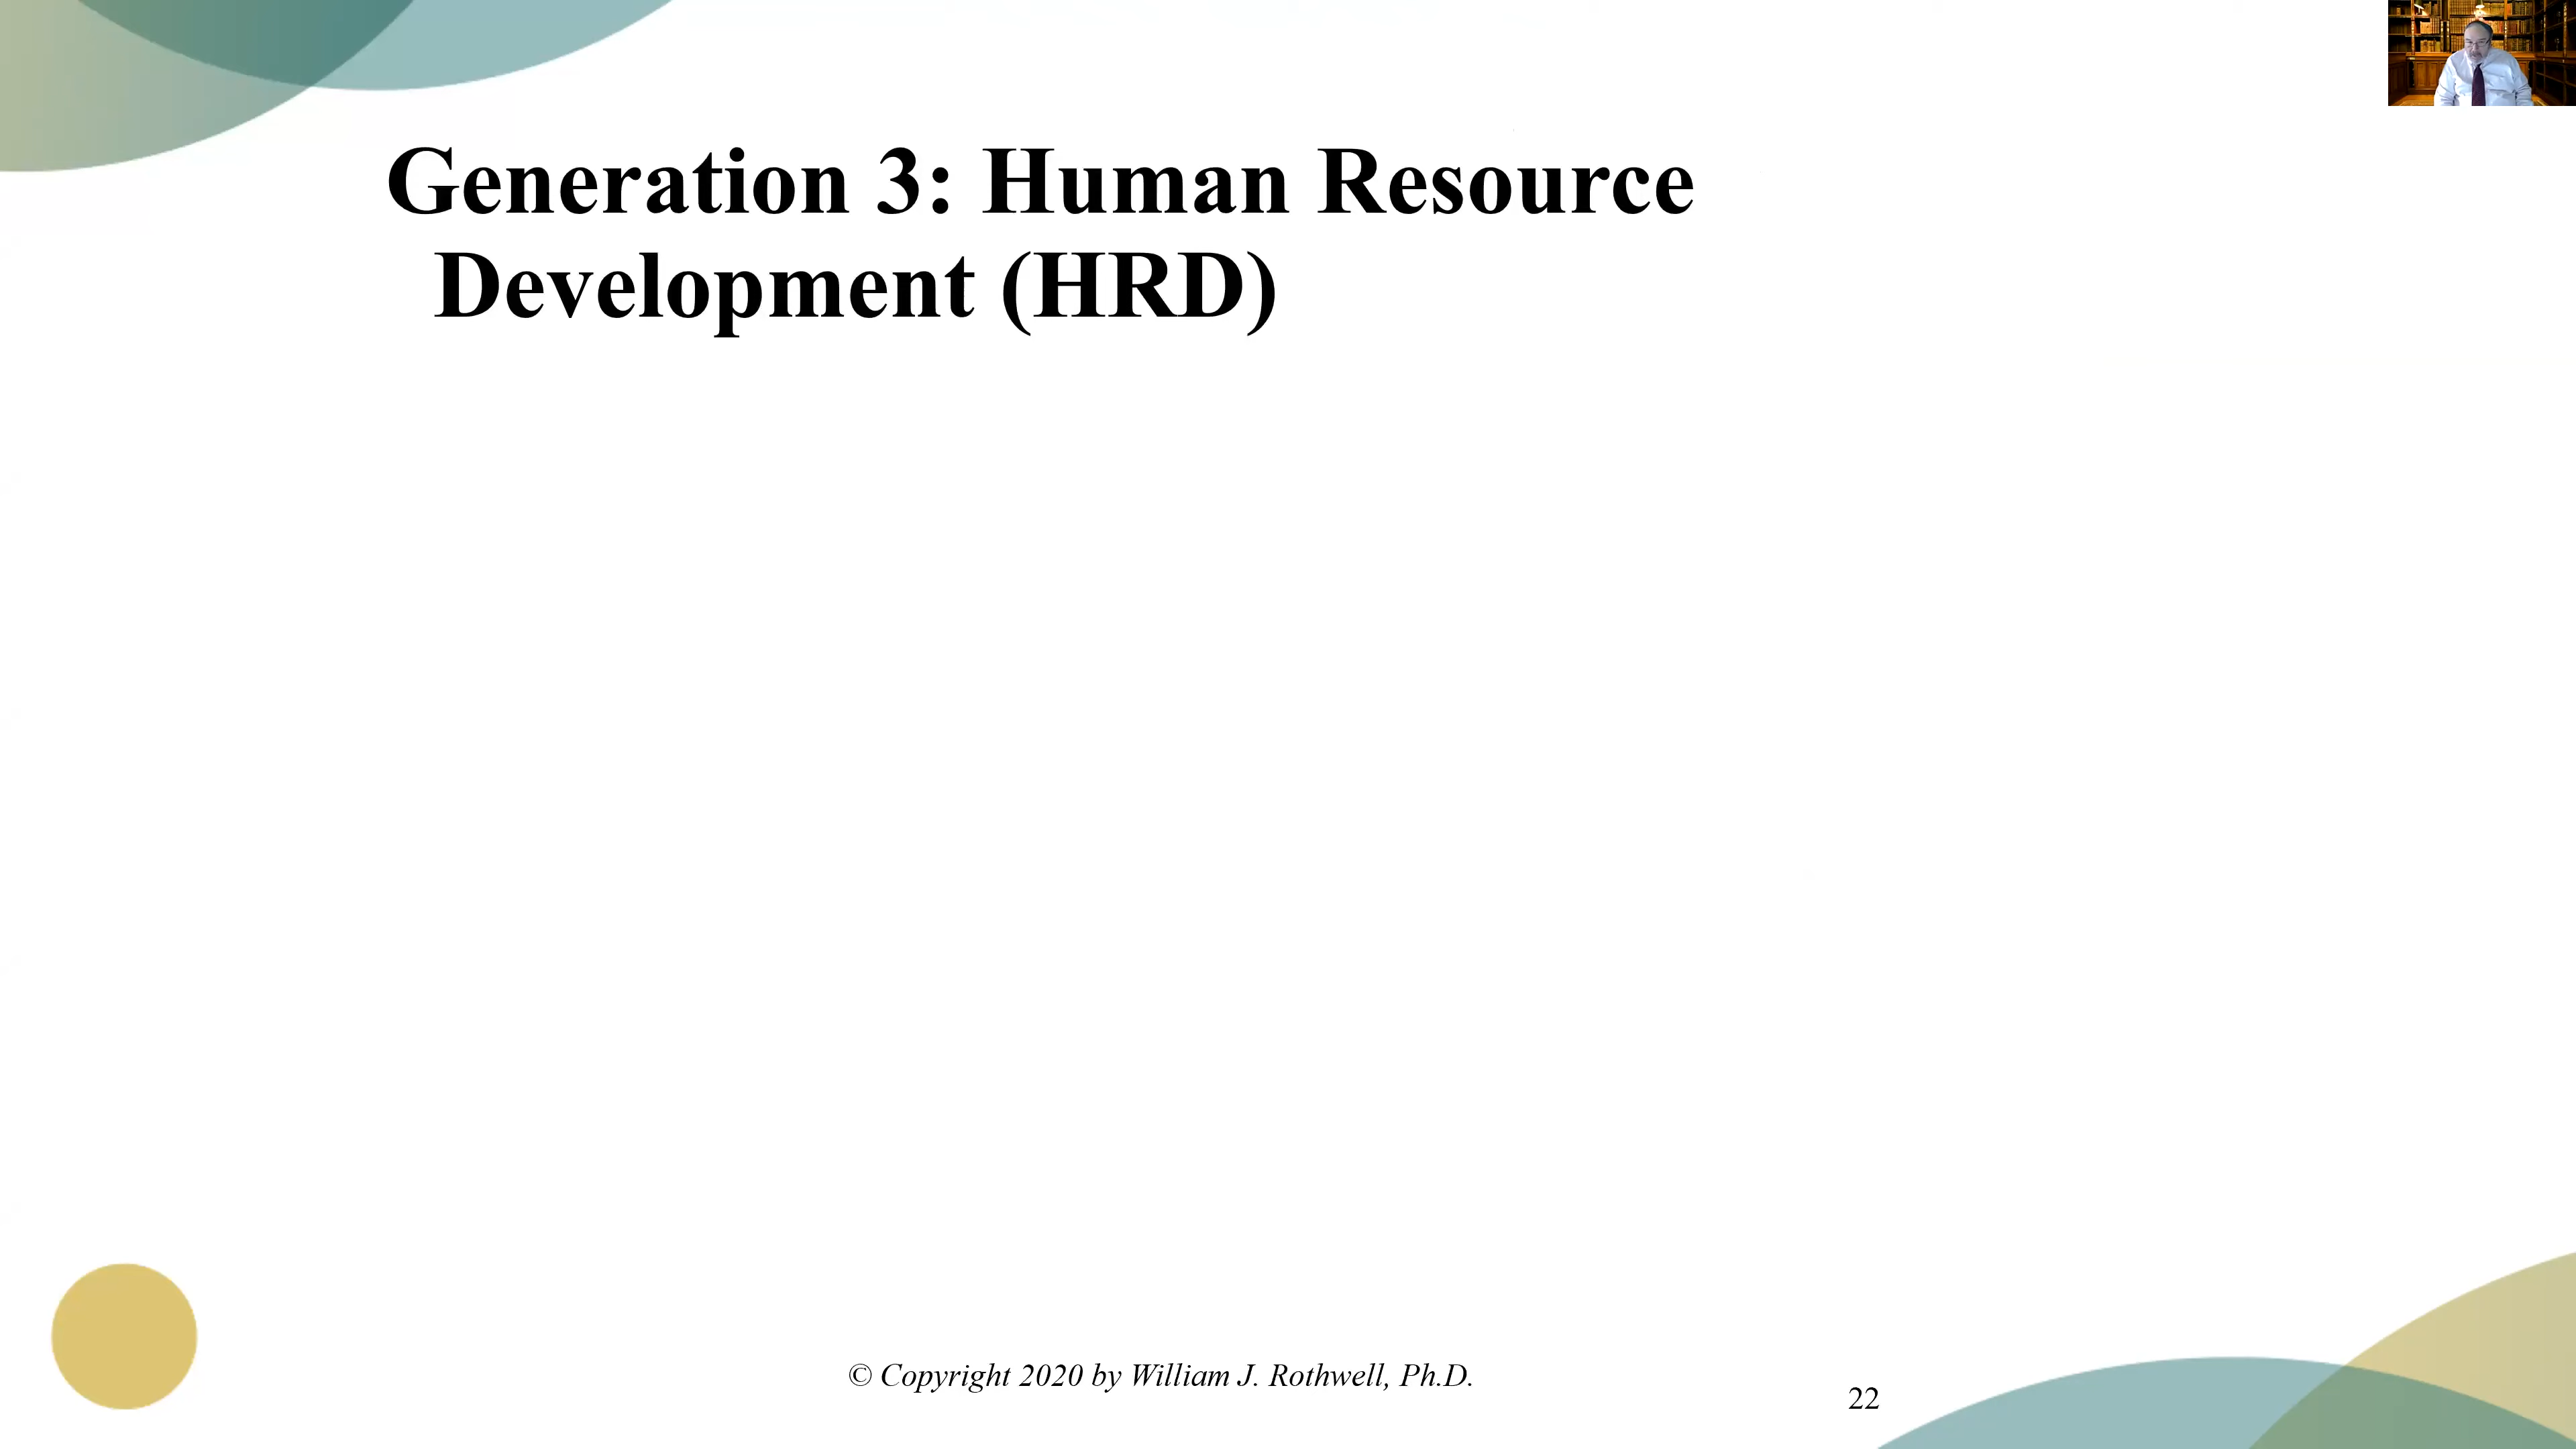 Generation 3: Human Resource
Development (HRD)
© Copyright 2020 by William J. Rothwell, Ph.D.
22